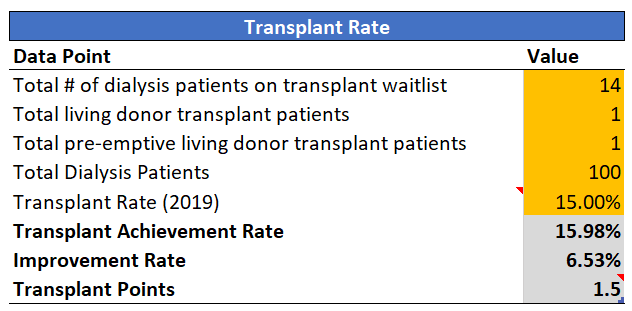 Transplant Rate
Data Point Value
Total # of dialysis patients on transplant waitlist 14
Total living donor transplant patients 1
Total pre-emptive living donor transplant patients 1
Total Dialysis Patients 100
Transplant Rate (2019) 15.00%
Transplant Achievement Rate 15.98%
Improvement Rate 6.53%
Transplant Points 1.5